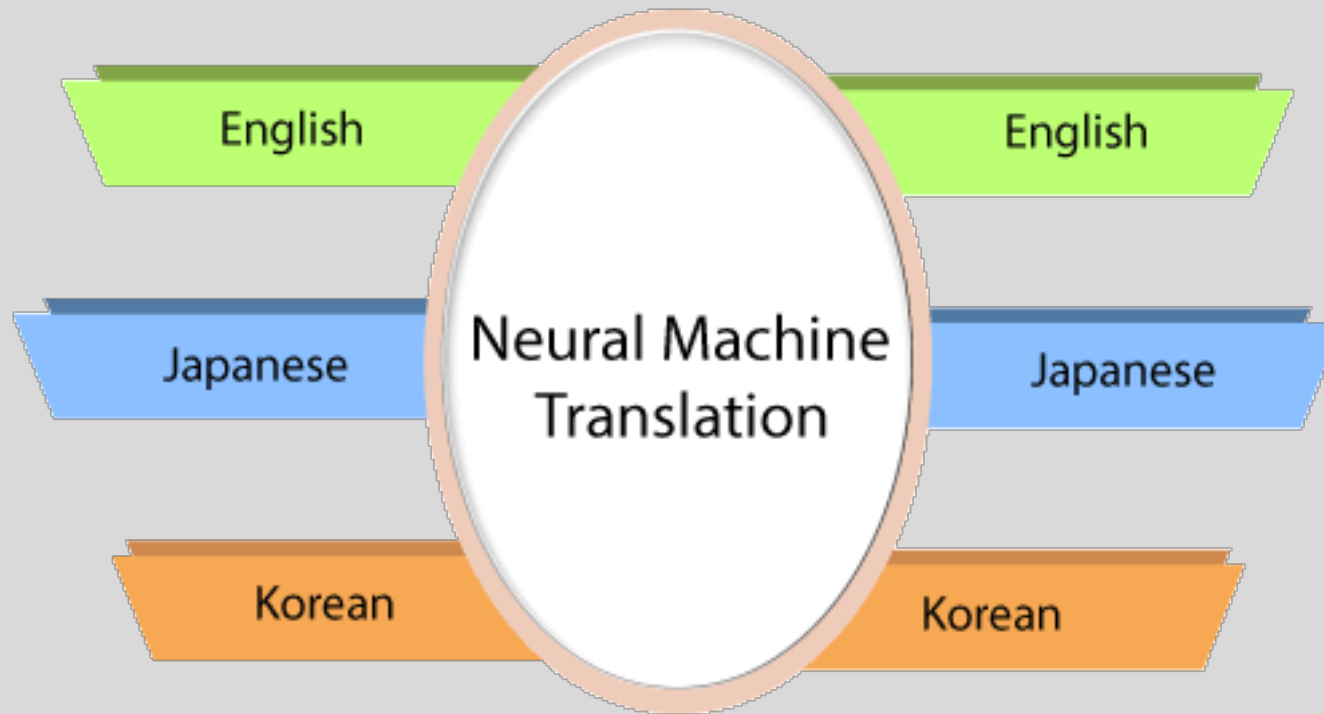 English
English
Neural Machine
Translation
Japanese
Japanese
Korean
Korean